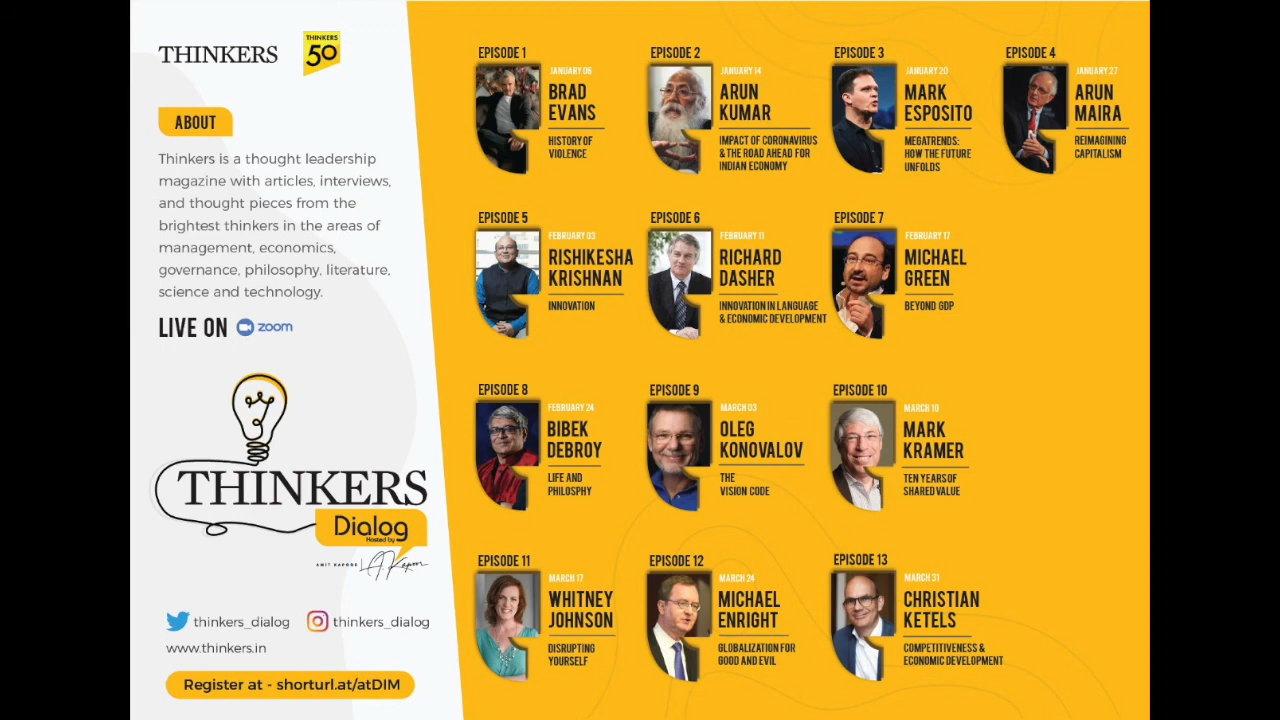 THINKERS
THINKERS
50
ABOUT
Thinkers is a thought leadership
magazine with articles, interviews,
and thought pieces from the
brightest thinkers in the areas of
management, economics,
governance, philosophy, literature,
science and technology.
LIVE ON zoom
THINKERS
Dialog
Hosted by
AMIT KAPOOR
thinkers_dialog thinkers_dialog
www.thinkers.in
Register at - shorturl.at/atDIM
EPISODE 1
JANUARY 06
BRAD
EVANS
HISTORY OF
VIOLENCE
EPISODE 2
JANUARY 14
ARUN
KUMAR
IMPACT OF CORONAVIRUS
& THE ROAD AHEAD FOR
INDIAN ECONOMY
EPISODE 3
JANUARY 20
MARK
ESPOSITO
MEGATRENDS:
HOW THE FUTURE
UNFOLDS
EPISODE 4
JANUARY 27
ARUN
MAIRA
REIMAGINING
CAPITALISM
EPISODE 5
FEBRUARY 03
RISHIKESHA
KRISHNAN
INNOVATION
EPISODE 6
FEBRUARY 11
RICHARD
DASHER
INNOVATION IN LANGUAGE
& ECONOMIC DEVELOPMENT
EPISODE 7
FEBRUARY 17
MICHAEL
GREEN
BEYOND GDP
EPISODE 8
FEBRUARY 24
BIBEK
DEBROY
LIFE AND
PHILOSPHY
EPISODE 9
MARCH 03
OLEG
KONOVALOV
THE
VISION CODE
EPISODE 10
MARCH 10
MARK
KRAMER
TEN YEARS OF
SHARED VALUE
EPISODE 11
MARCH 17
WHITNEY
JOHNSON
DISRUPTING
YOURSELF
EPISODE 12
MARCH 24
MICHAEL
ENRIGHT
GLOBALIZATION FOR
GOOD AND EVIL
EPISODE 13
MARCH 31
CHRISTIAN
KETELS
COMPETITIVENESS &
ECONOMIC DEVELOPMENT